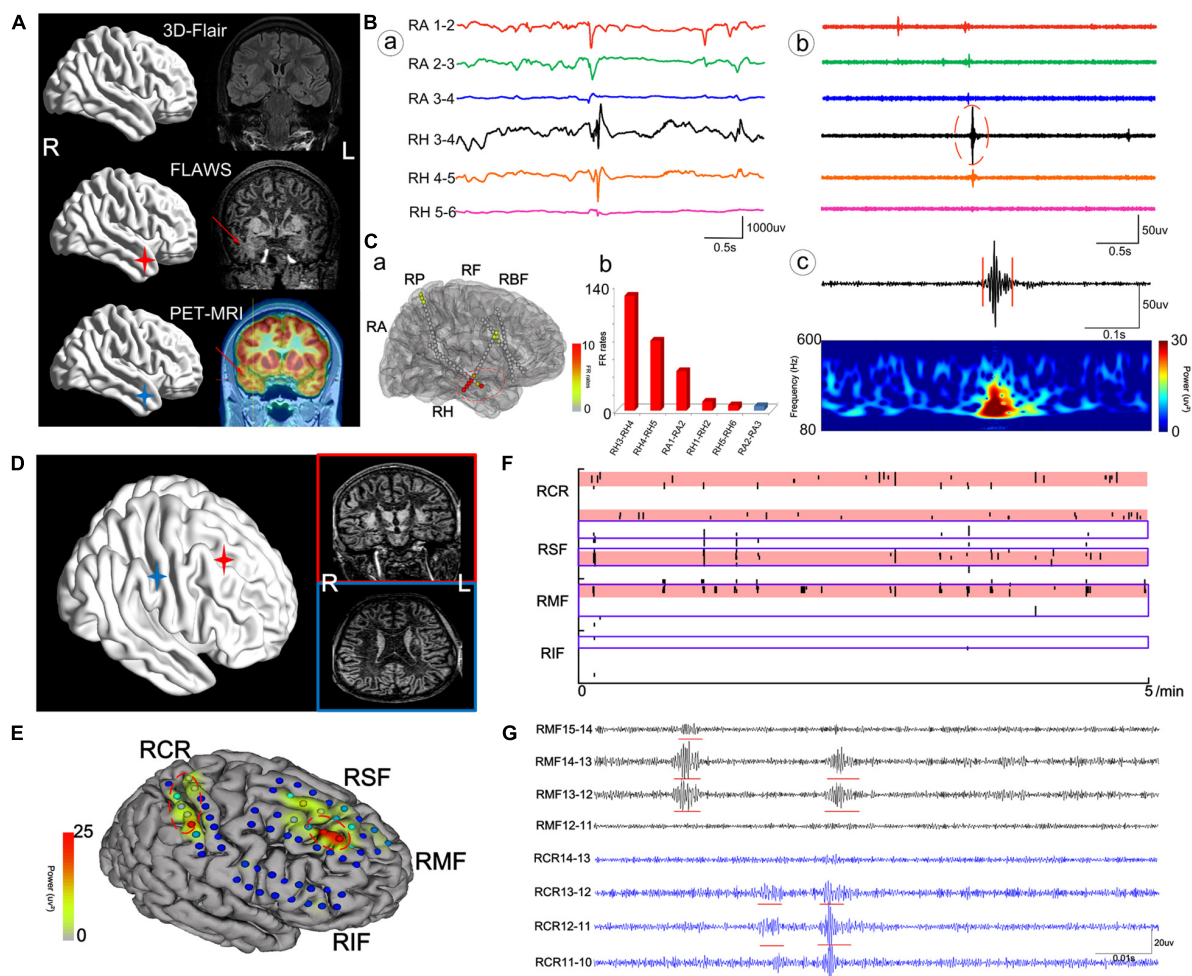 A
3D-Flair
R
L
FLAWS
PET-MRI
B
a
RA 1-2
RA 2-3
RA 3-4
RH 3-4
RH 4-5
RH 5-6
1000uv
0.5s
b
50uv
0.5s
c
50uv
0.1s
600
Frequency (Hz)
80
30
Power (uv²)
0
C
a
RP
RF
RBF
RA
RH
10
FR rates
0
b
140
FR rates
0
RH3-RH4
RH4-RH5
RA1-RA2
RH1-RH2
RH5-RH6
RA2-RA3
D
R
L
E
RCR
RSF
RMF
RIF
25
Power (uv²)
0
F
RCR
RSF
RMF
RIF
0
5 /min
G
RMF15-14
RMF14-13
RMF13-12
RMF12-11
RCR14-13
RCR13-12
RCR12-11
RCR11-10
20uv
0.01s